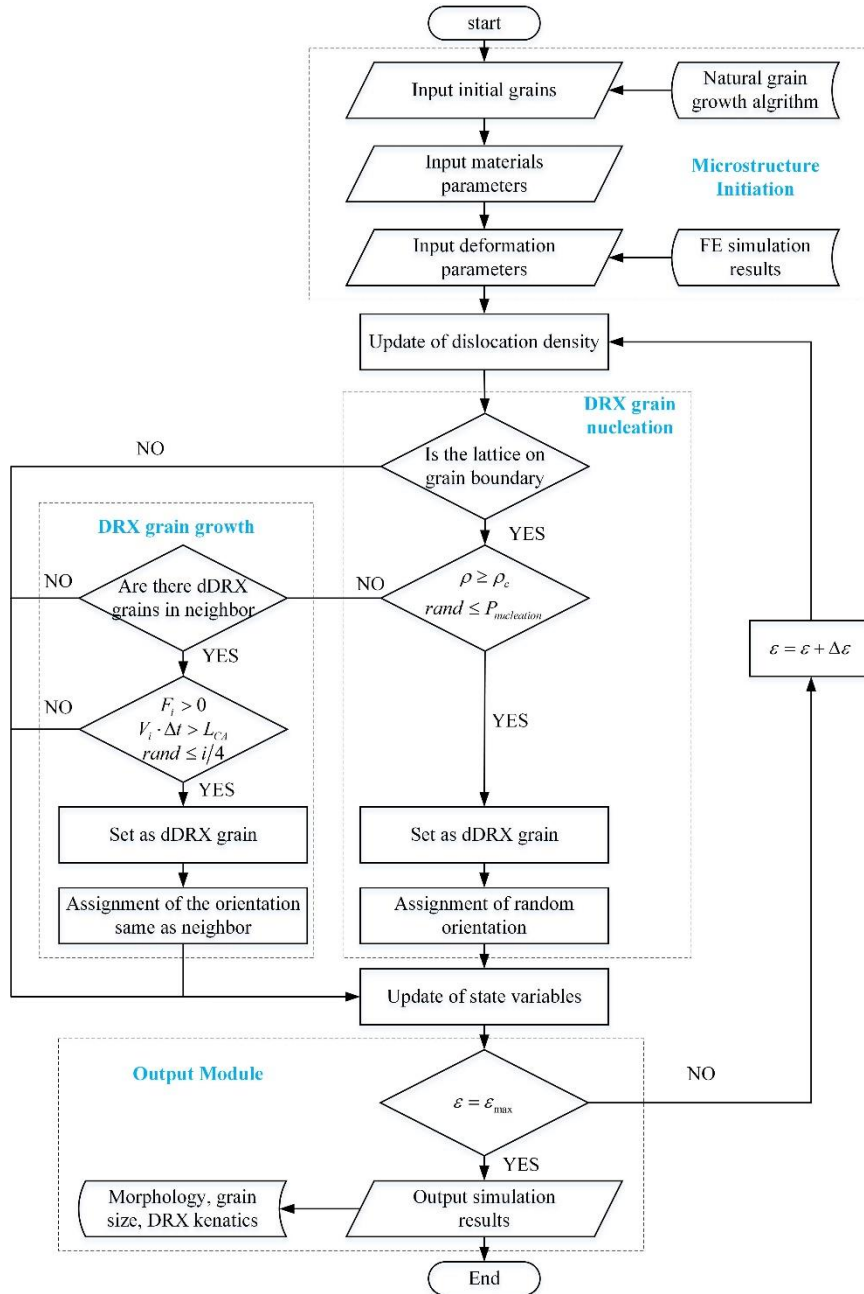 start
Input initial grains
Natural grain
growth algrithm
Input materials
parameters
Microstructure
Initiation
Input deformation
parameters
FE simulation
results
Update of dislocation density
DRX grain
nucleation
NO
Is the lattice on
grain boundary
YES
DRX grain growth
NO
Are there dDRX
grains in neighbor
NO
ρ ≥ ρ_c
rand ≤ P_nucleation
YES
ε = ε + Δε
NO
F_i > 0
V_i · Δt > L_CA
rand ≤ i/4
YES
YES
Set as dDRX grain
Set as dDRX grain
Assignment of the orientation
same as neighbor
Assignment of random
orientation
Update of state variables
Output Module
NO
ε = ε_max
YES
Morphology, grain
size, DRX kenatics
Output simulation
results
End